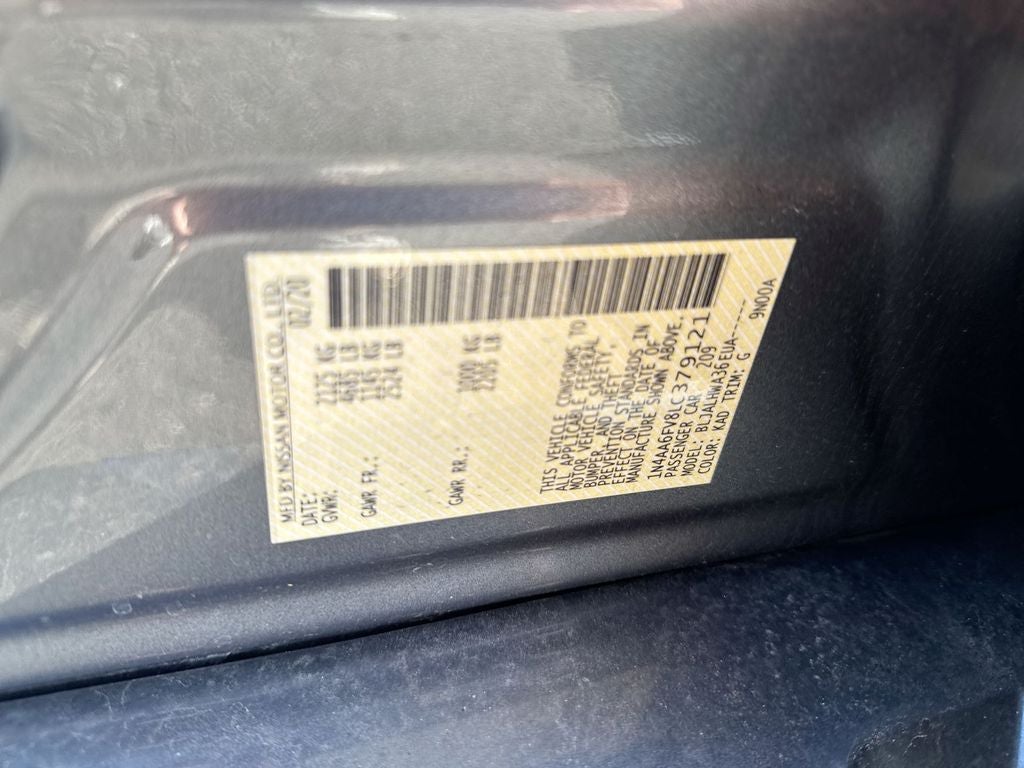 MFD BY NISSAN MOTOR CO., LTD.
DATE: 02/20
GVWR: 2125 KG
4685 LB
GAWR FR.: 1145 KG
2524 LB
GAWR RR.: 1000 KG
2205 LB
THIS VEHICLE CONFORMS TO
ALL APPLICABLE FEDERAL
MOTOR VEHICLE SAFETY,
BUMPER AND THEFT
PREVENTION STANDARDS IN
EFFECT ON THE DATE OF
MANUFACTURE SHOWN ABOVE.
1N4AA6FV8LC379121
PASSENGER CAR 209
MODEL: BLJALHWA36EUA-----
COLOR: KAD TRIM: G 9N00A